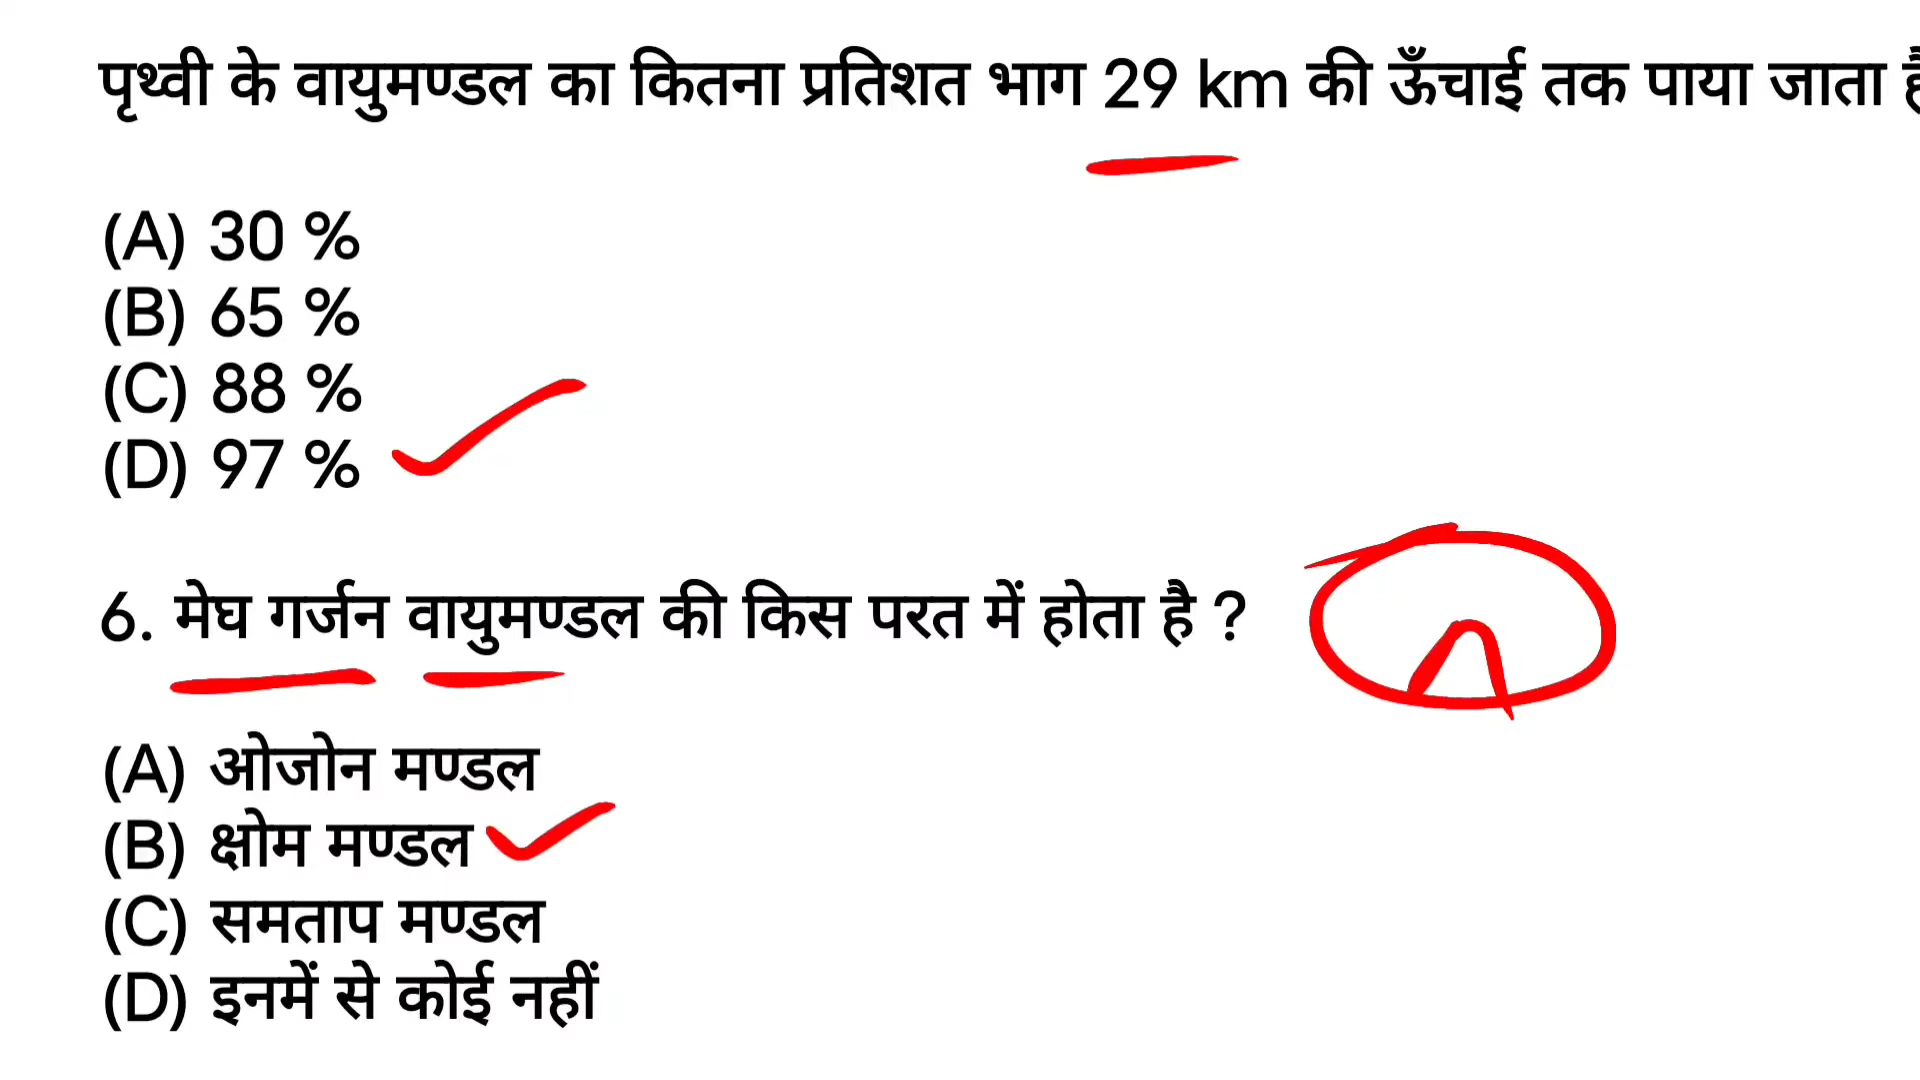 पृथ्वी के वायुमण्डल का कितना प्रतिशत भाग 29 km की ऊँचाई तक पाया जाता है
(A) 30 %
(B) 65 %
(C) 88 %
(D) 97 %
6. मेघ गर्जन वायुमण्डल की किस परत में होता है ?
(A) ओजोन मण्डल
(B) क्षोम मण्डल
(C) समताप मण्डल
(D) इनमें से कोई नहीं